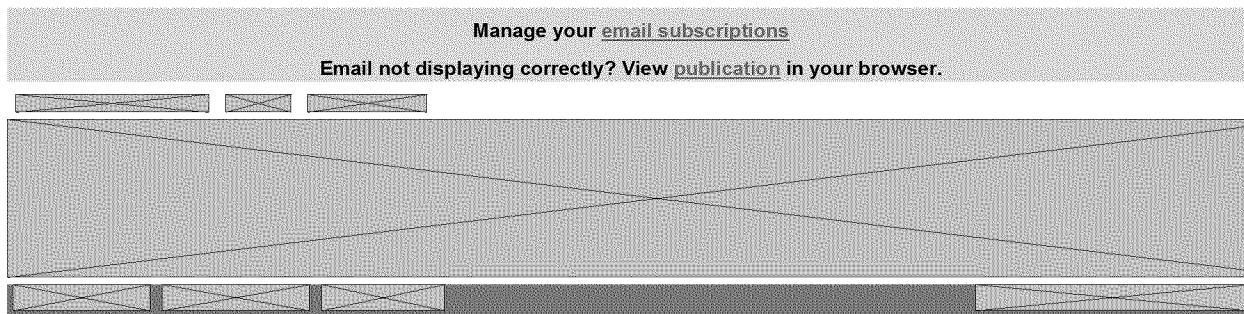 Manage your email subscriptions
Email not displaying correctly? View publication in your browser.